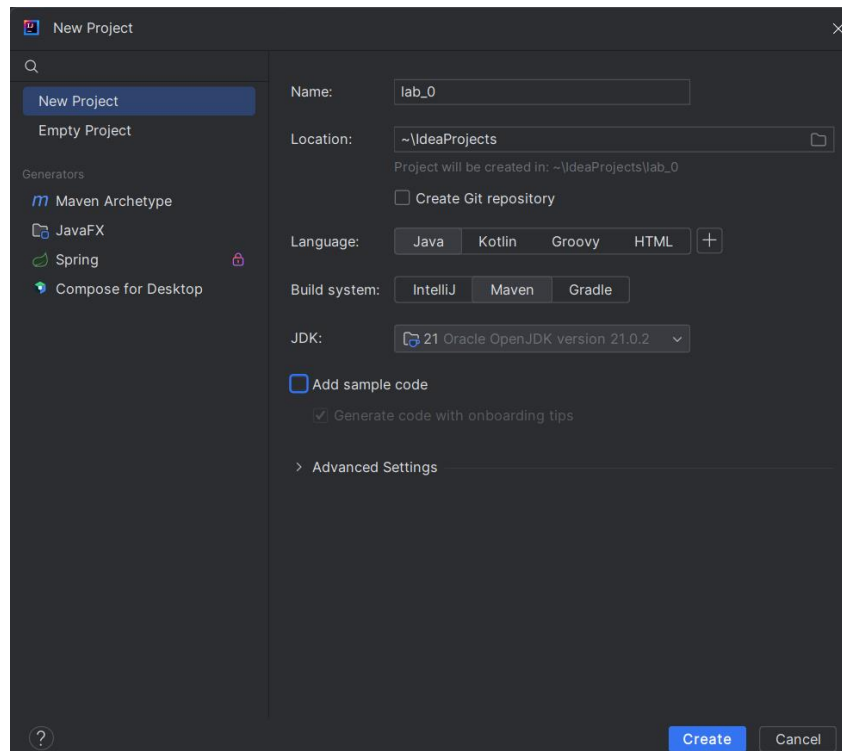 New Project
New Project
Empty Project
Generators
Maven Archetype
JavaFX
Spring
Compose for Desktop
Name: lab_0
Location: ~\IdeaProjects
Project will be created in: ~\IdeaProjects\lab_0
Create Git repository
Language: Java Kotlin Groovy HTML +
Build system: IntelliJ Maven Gradle
JDK: 21 Oracle OpenJDK version 21.0.2
Add sample code
Generate code with onboarding tips
Advanced Settings
? Create Cancel